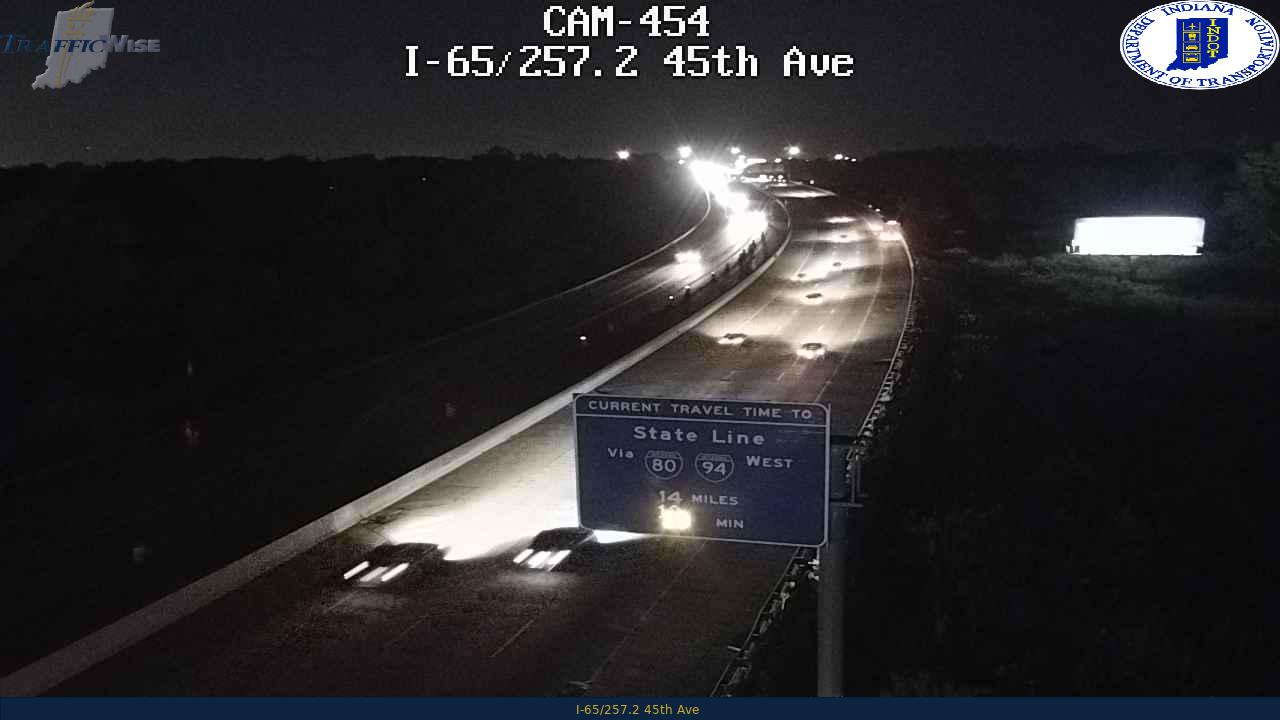 CAM-454
I-65/257.2 45th Ave
TRAFFICWISE
INDIANA
DEPARTMENT OF TRANSPORTATION
INDOT
CURRENT TRAVEL TIME TO
State Line
Via 80 94 WEST
14 MILES
MIN
I-65/257.2 45th Ave